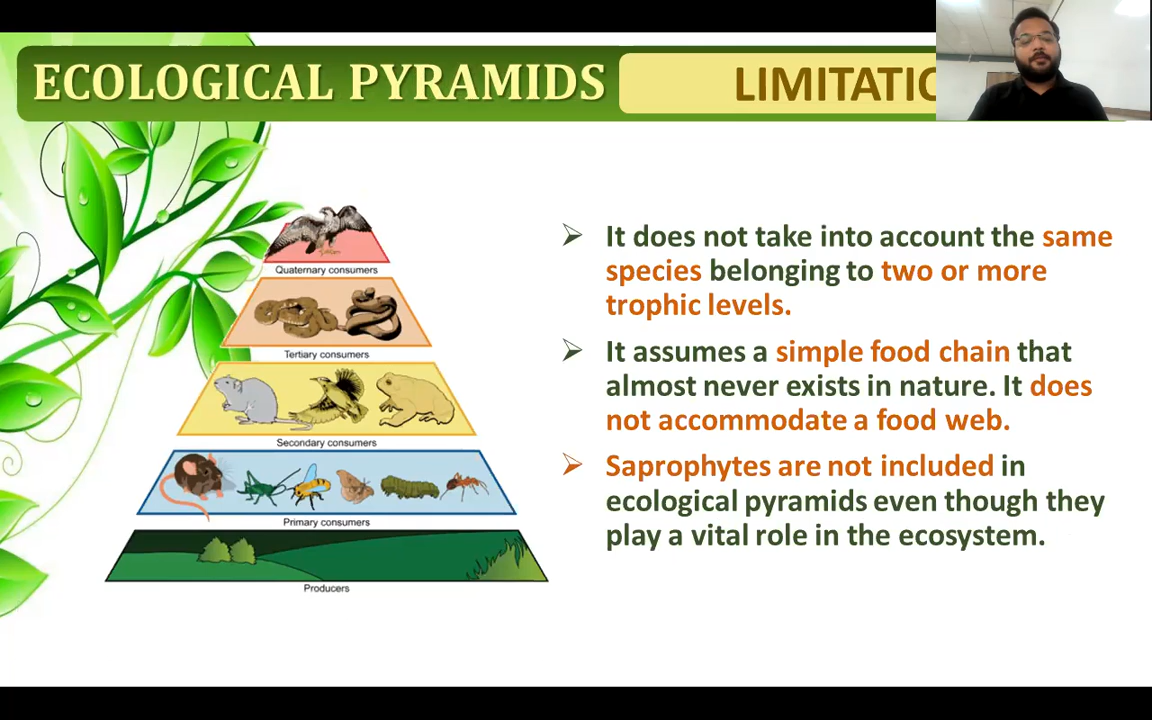 ECOLOGICAL PYRAMIDS
It does not take into account the same
species belonging to two or more
trophic levels.
It assumes a simple food chain that
almost never exists in nature. It does
not accommodate a food web.
Saprophytes are not included in
ecological pyramids even though they
play a vital role in the ecosystem.
Quaternary consumers
Tertiary consumers
Secondary consumers
Primary consumers
Producers